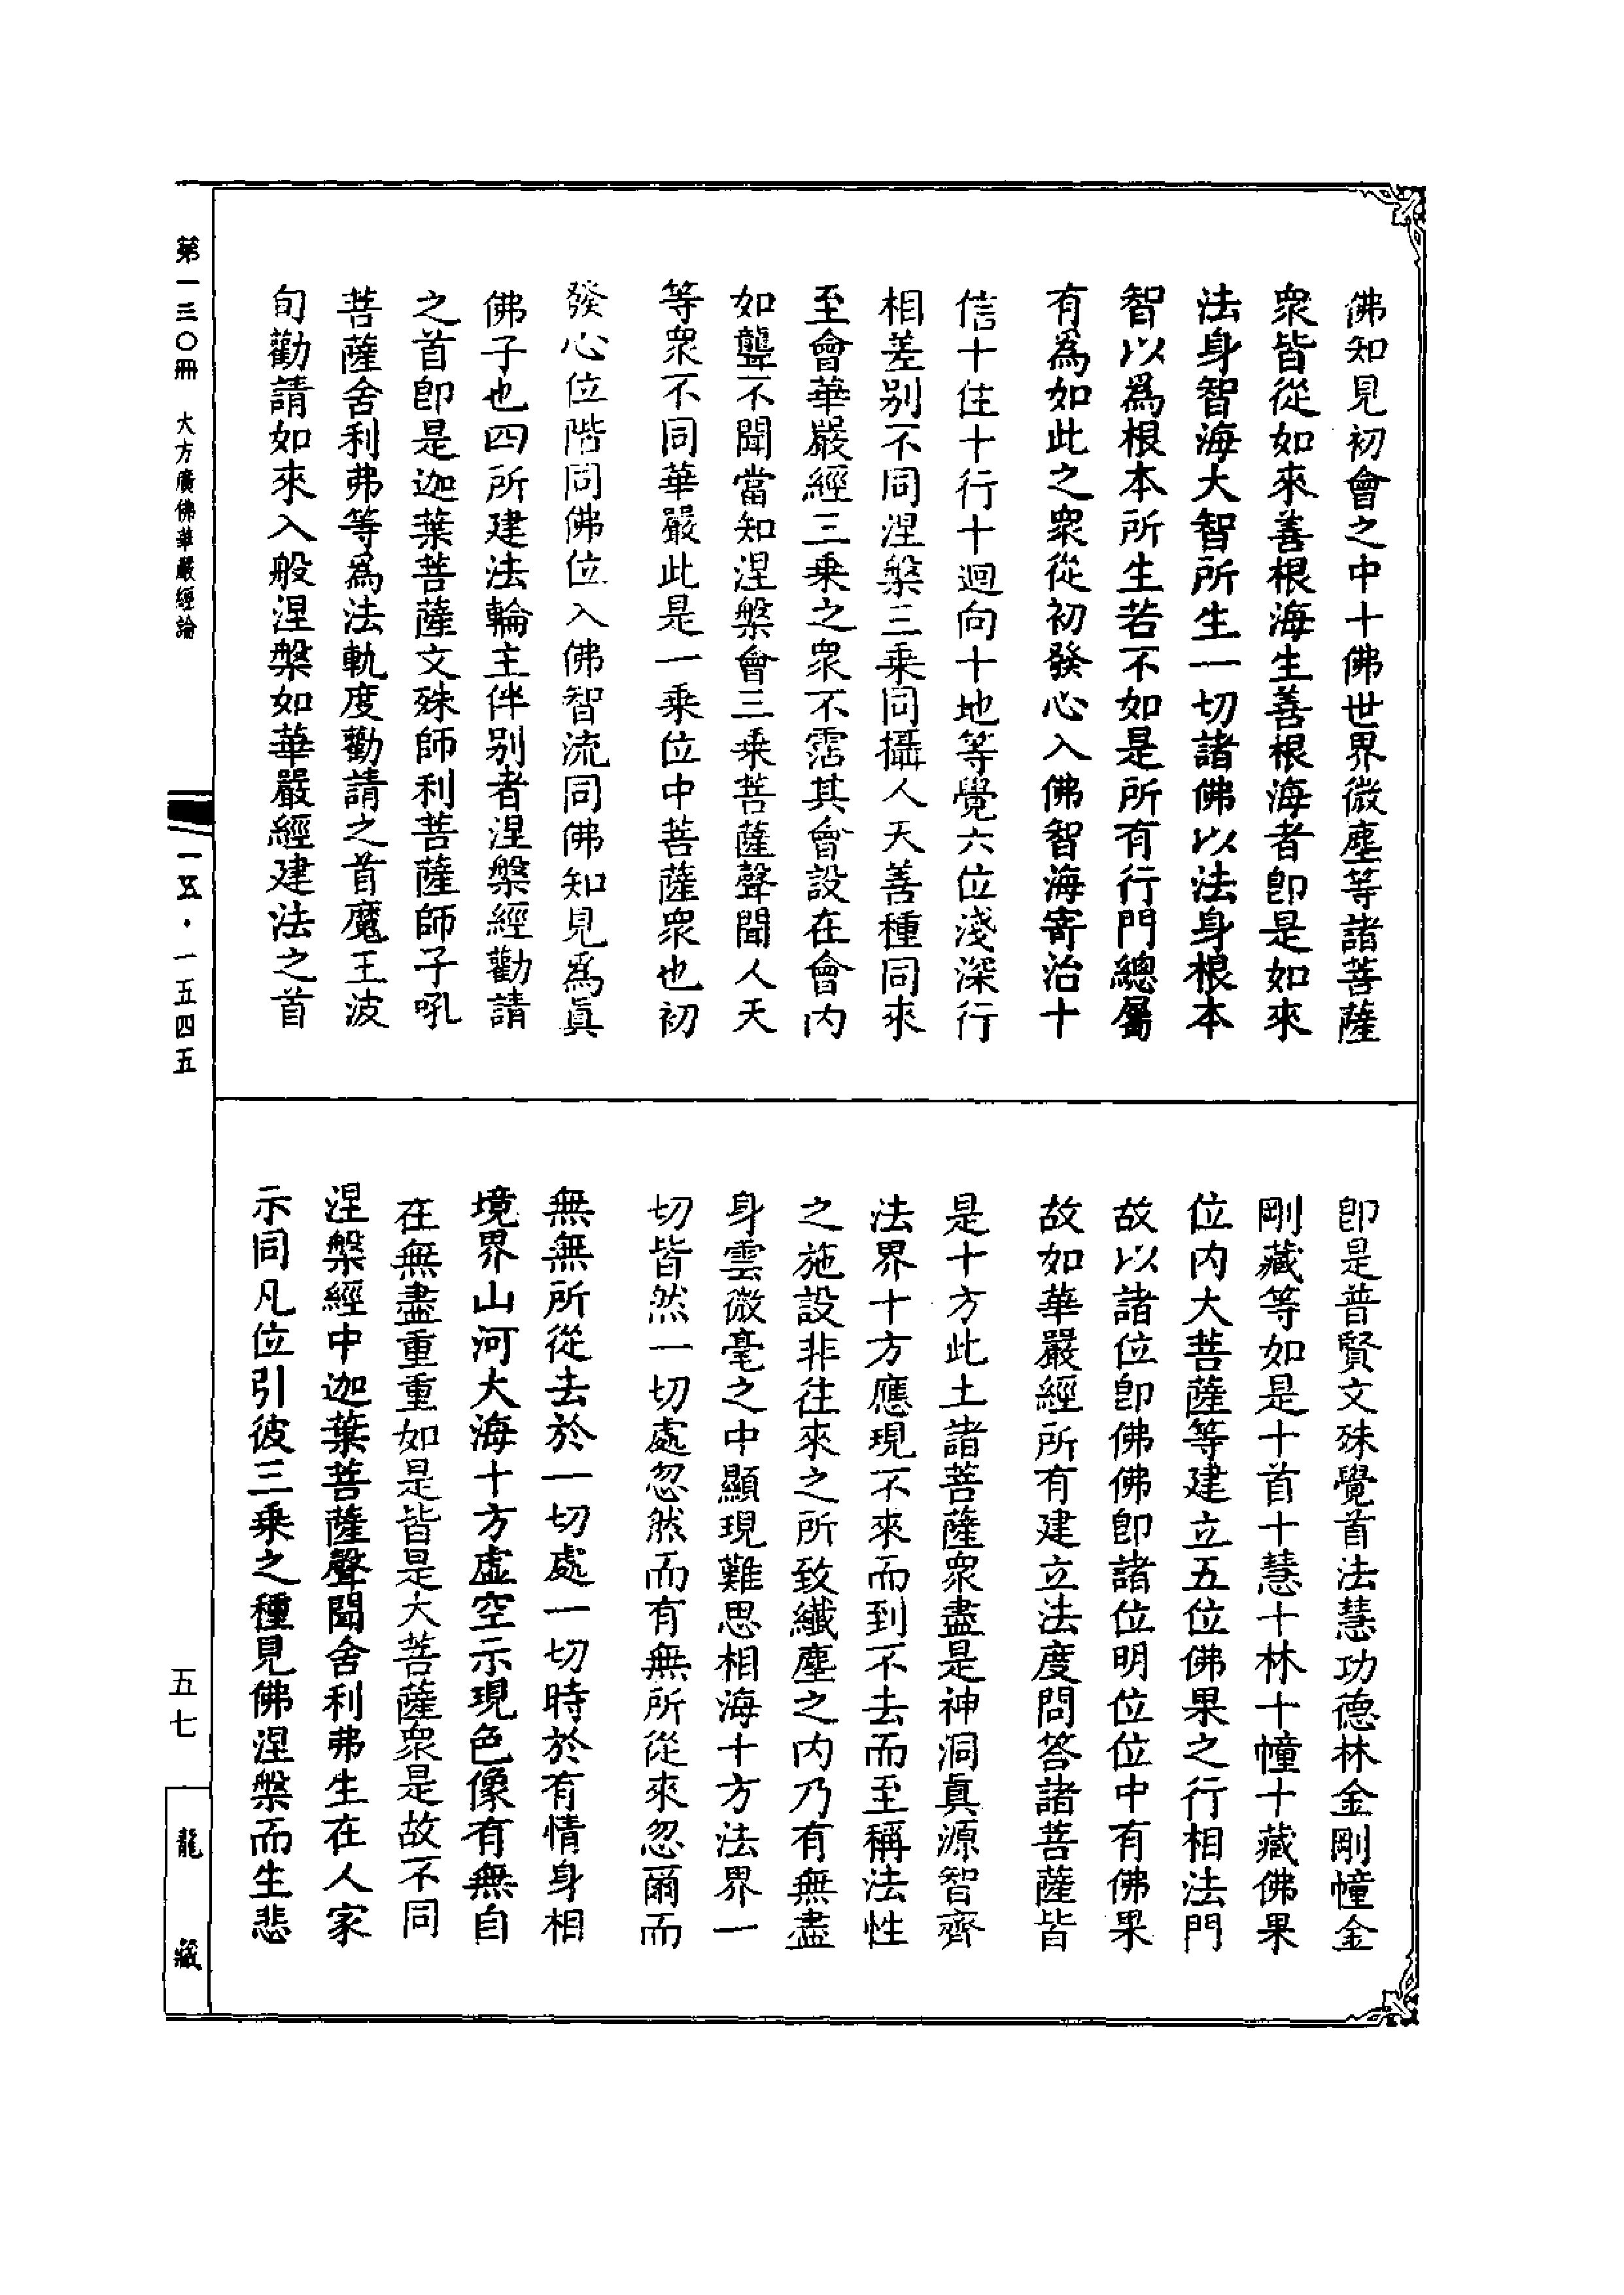 佛知見初會之中十佛世界微塵等諸菩薩
衆皆從如來善根海生善根海者卽是如來
法身智海大智所生一切諸佛以法身根本
智以爲根本所生若不如是所有行門總屬
有爲如此之衆從初發心入佛智海寄治十
信十住十行十迴向十地等覺六位淺深行
相差别不同涅槃三乗同攝人天善種同來
至會華嚴經三乗之衆不霑其會設在會内
如聾不聞當知涅槃會三乗菩薩聲聞人天
等衆不同華嚴此是一乗位中菩薩衆也初
發心位階同佛位入佛智流同佛知見爲眞
佛子也四所建法輪主伴别者涅槃經勸請
之首卽是迦葉菩薩文殊師利菩薩師子吼
菩薩舍利弗等爲法軌度勸請之首魔王波
旬勸請如來入般涅槃如華嚴經建法之首
卽是普賢文殊覺首法慧功德林金剛幢金
剛藏等如是十首十慧十林十幢十藏佛果
位内大菩薩等建立五位佛果之行相法門
故以諸位卽佛佛卽諸位明位位中有佛果
故如華嚴經所有建立法度問答諸菩薩皆
是十方此土諸菩薩衆盡是神洞眞源智齊
法界十方應現不來而到不去而至稱法性
之施設非往來之所致纖塵之内乃有無盡
身雲微毫之中顯現難思相海十方法界一
切皆然一切處忽然而有無所從來忽爾而
無無所從去於一切處一切時於有情身相
境界山河大海十方虚空示現色像有無自
在無盡重重如是皆是大菩薩衆是故不同
涅槃經中迦葉菩薩聲聞舍利弗生在人家
示同凡位引彼三乗之種見佛涅槃而生悲
第一三〇冊 大方廣佛華嚴經論
一五·一五四五
五七
龍藏